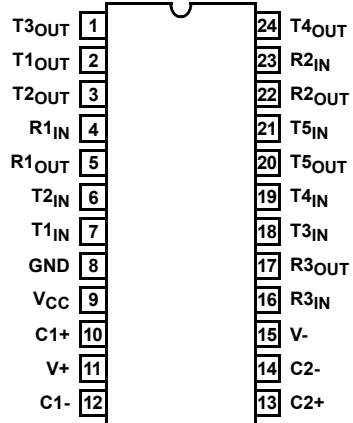 T3OUT 1 24 T4OUT
T1OUT 2 23 R2IN
T2OUT 3 22 R2OUT
R1IN 4 21 T5IN
R1OUT 5 20 T5OUT
T2IN 6 19 T4IN
T1IN 7 18 T3IN
GND 8 17 R3OUT
VCC 9 16 R3IN
C1+ 10 15 V-
V+ 11 14 C2-
C1- 12 13 C2+